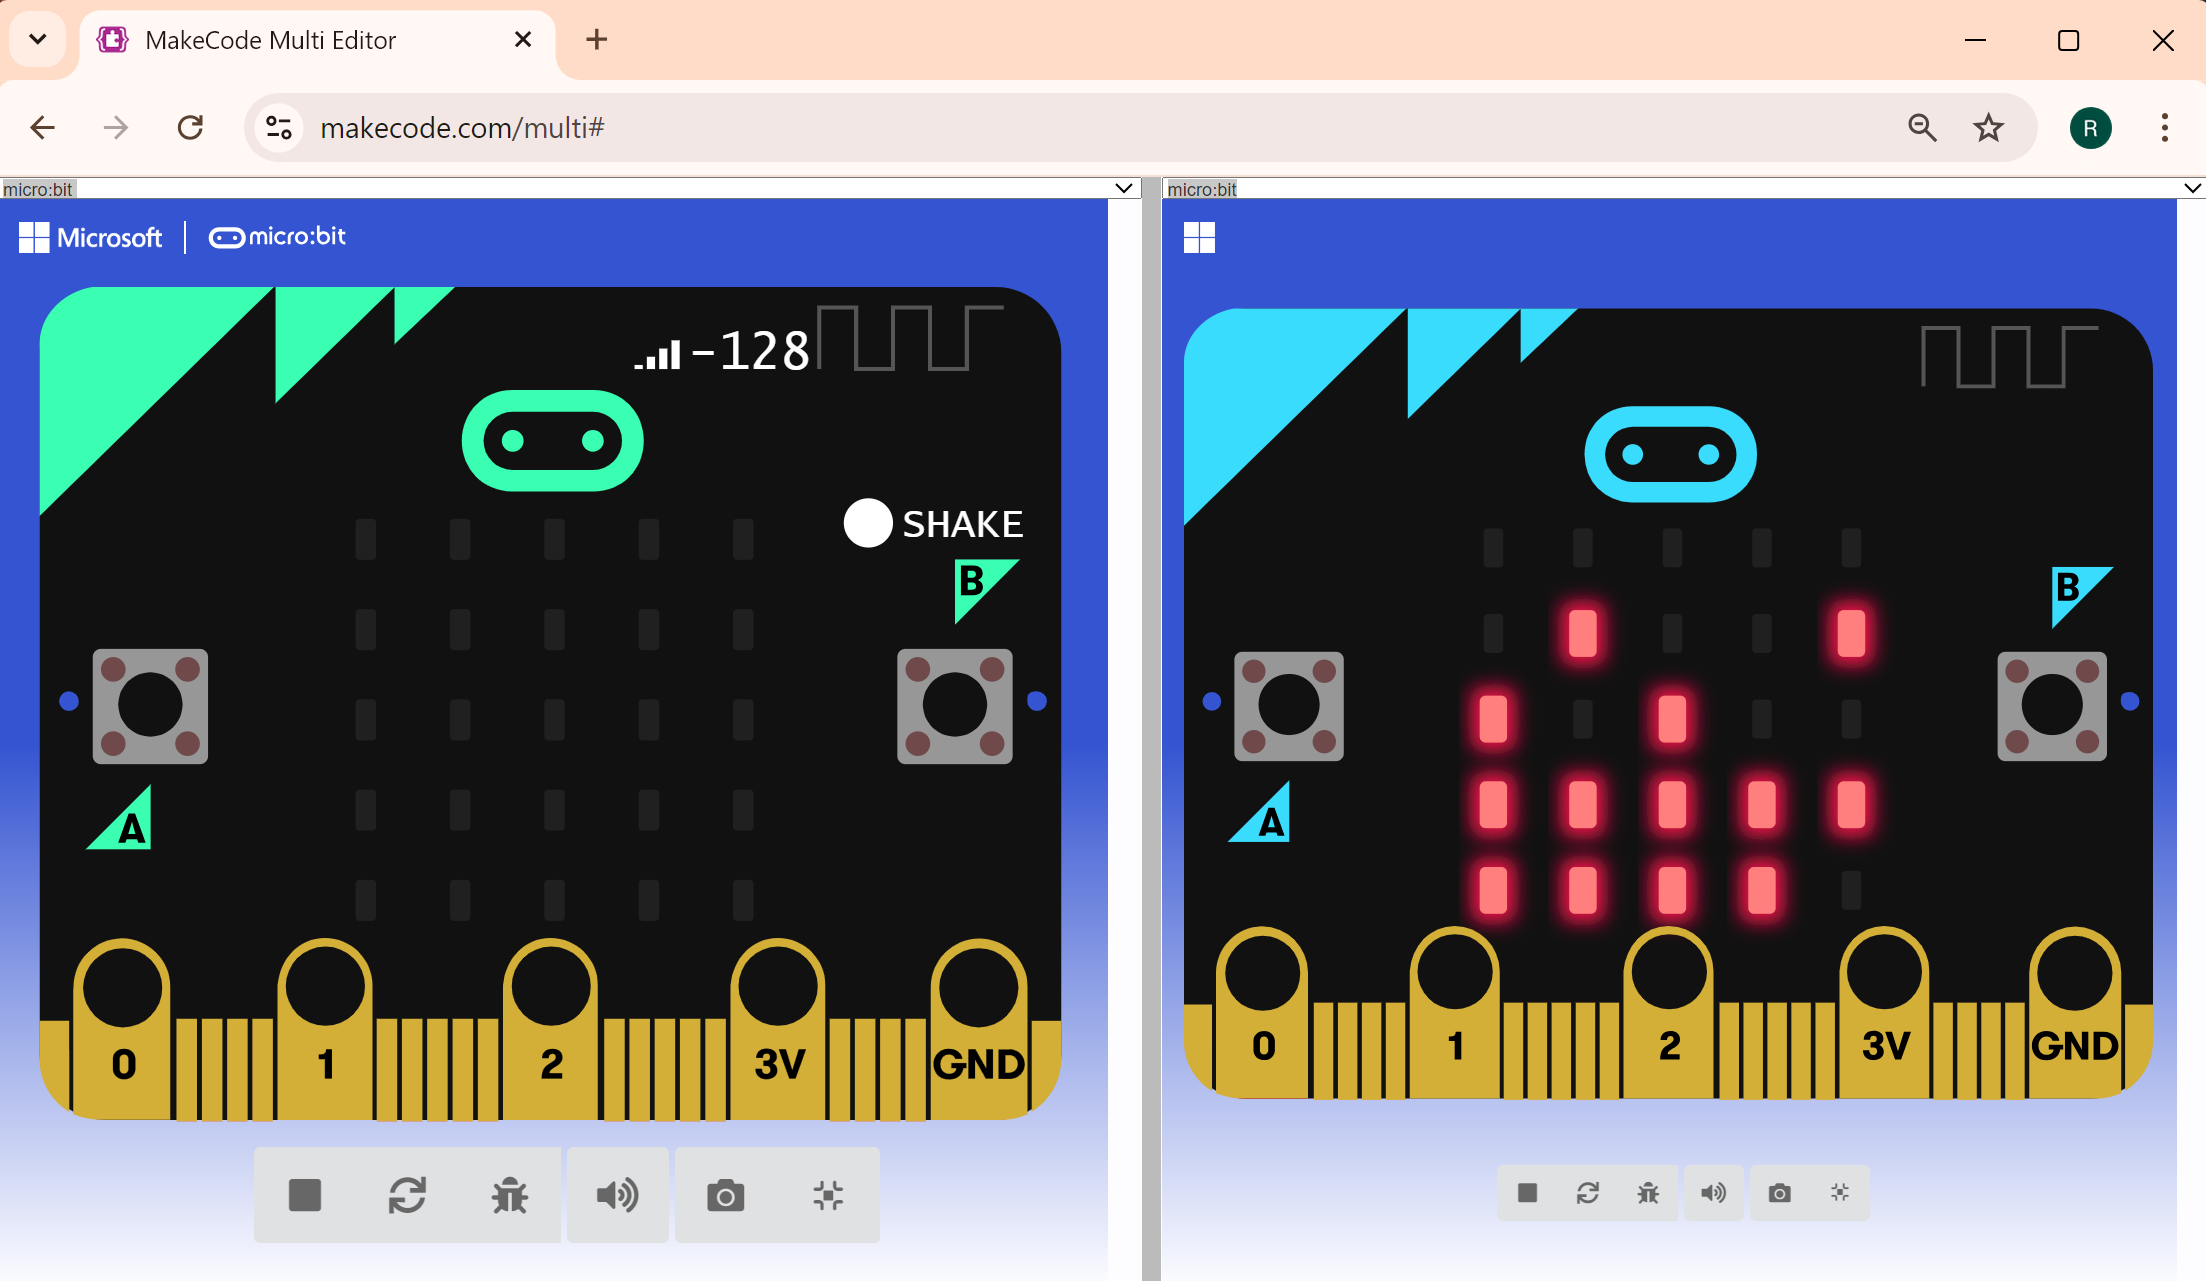 MakeCode Multi Editor
makecode.com/multi#
R
micro:bit
Microsoft
micro:bit
-128
SHAKE
B
A
0
1
2
3V
GND
micro:bit
B
A
0
1
2
3V
GND